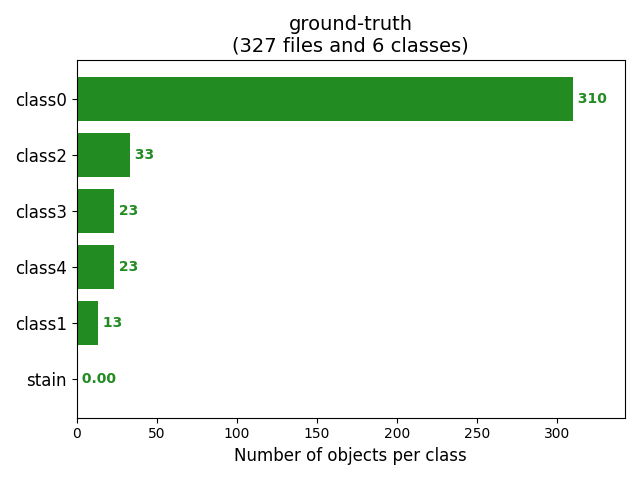 ground-truth
(327 files and 6 classes)
class0 310
class2 33
class3 23
class4 23
class1 13
stain 0.00
0 50 100 150 200 250 300
Number of objects per class